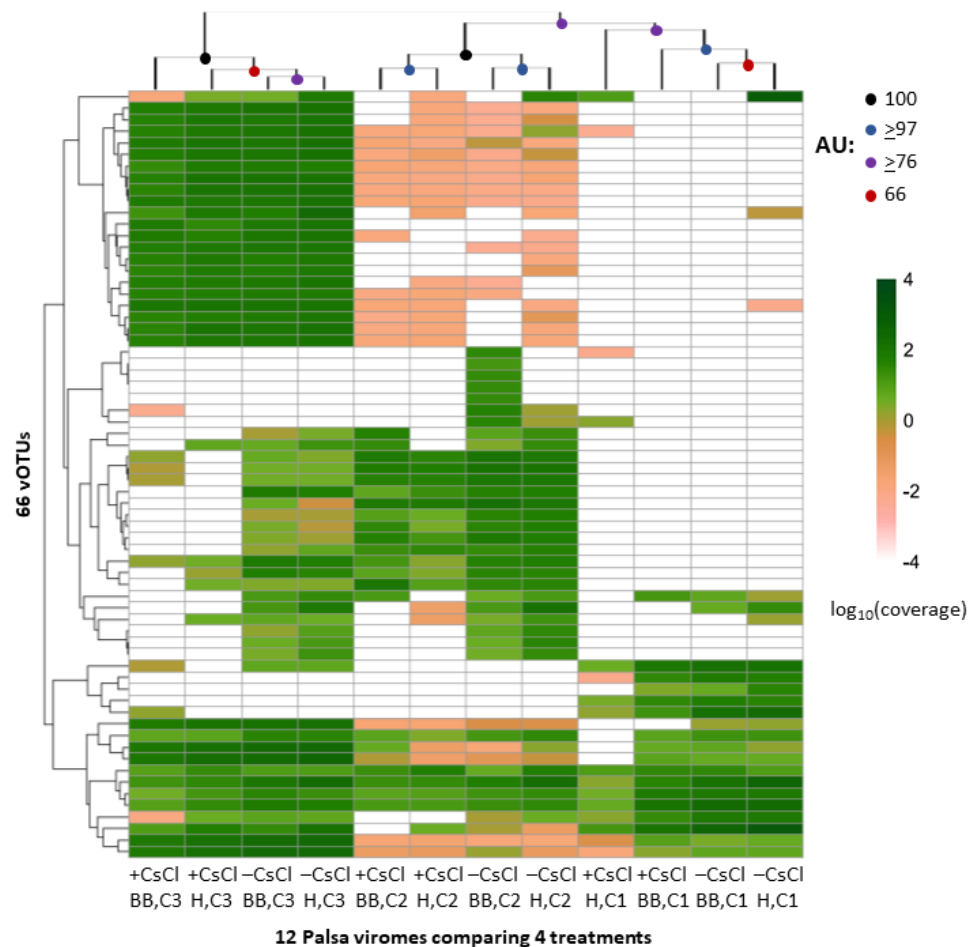 AU:
100
≥97
≥76
66
4
2
0
-2
-4
log10(coverage)
66 vOTUs
+CsCl +CsCl −CsCl −CsCl +CsCl +CsCl −CsCl −CsCl +CsCl +CsCl −CsCl −CsCl
BB,C3 H,C3 BB,C3 H,C3 BB,C2 H,C2 BB,C2 H,C2 H,C1 BB,C1 BB,C1 H,C1
12 Palsa viromes comparing 4 treatments